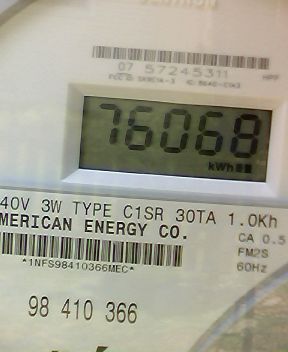 07 57245311
HPF
76068
kWh
40V 3W TYPE C1SR 30TA 1.0Kh
MERICAN ENERGY CO.
CA 0.5
FM2S
60Hz
*1NFS98410366MEC*
98 410 366